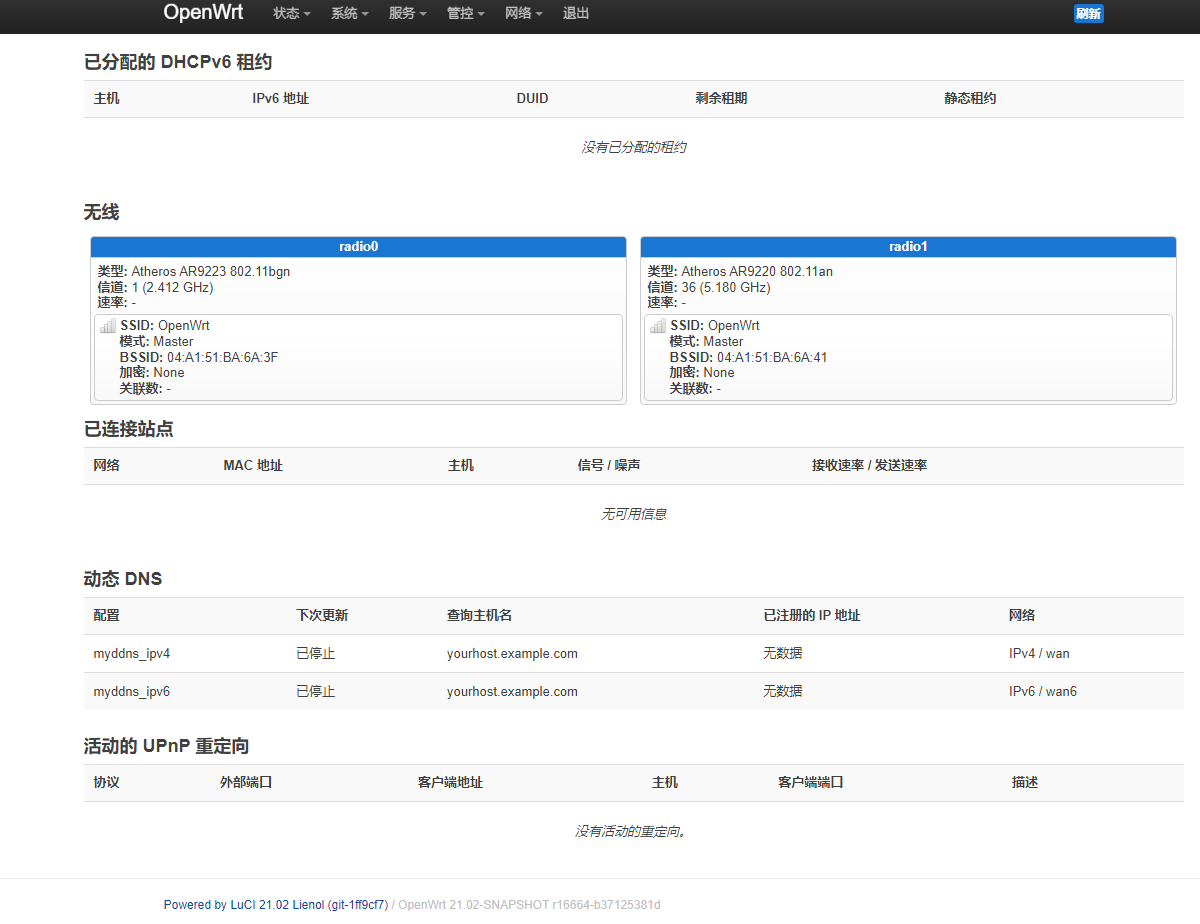 OpenWrt 状态 系统 服务 管控 网络 退出 刷新
已分配的 DHCPv6 租约
主机 IPv6 地址 DUID 剩余租期 静态租约
没有已分配的租约
无线
radio0
类型: Atheros AR9223 802.11bgn
信道: 1 (2.412 GHz)
速率: -
SSID: OpenWrt
模式: Master
BSSID: 04:A1:51:BA:6A:3F
加密: None
关联数: -
radio1
类型: Atheros AR9220 802.11an
信道: 36 (5.180 GHz)
速率: -
SSID: OpenWrt
模式: Master
BSSID: 04:A1:51:BA:6A:41
加密: None
关联数: -
已连接站点
网络 MAC 地址 主机 信号 / 噪声 接收速率 / 发送速率
无可用信息
动态 DNS
配置 下次更新 查询主机名 已注册的 IP 地址 网络
myddns_ipv4 已停止 yourhost.example.com 无数据 IPv4 / wan
myddns_ipv6 已停止 yourhost.example.com 无数据 IPv6 / wan6
活动的 UPnP 重定向
协议 外部端口 客户端地址 主机 客户端端口 描述
没有活动的重定向。
Powered by LuCI 21.02 Lienol (git-1ff9cf7) / OpenWrt 21.02-SNAPSHOT r16664-b37125381d